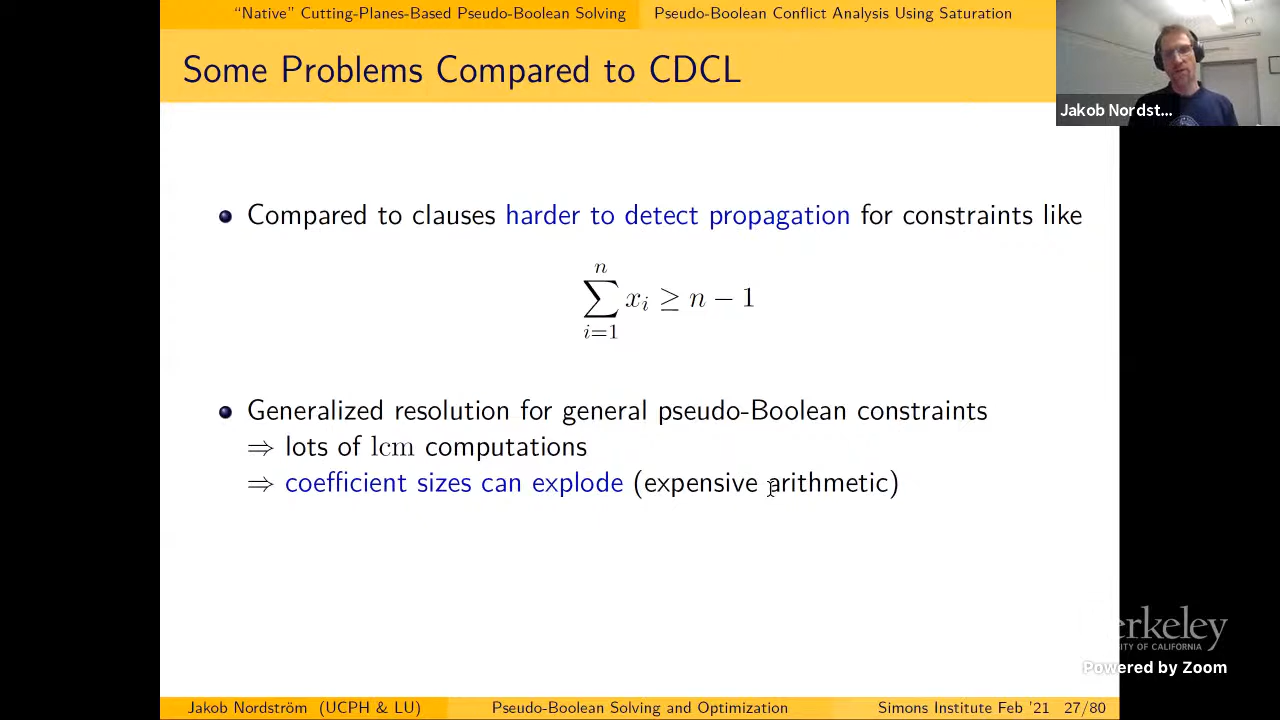 “Native” Cutting-Planes-Based Pseudo-Boolean Solving Pseudo-Boolean Conflict Analysis Using Saturation
Some Problems Compared to CDCL
Jakob Nordst...
Compared to clauses harder to detect propagation for constraints like
n
∑ xᵢ ≥ n − 1
i=1
Generalized resolution for general pseudo-Boolean constraints
⇒ lots of lcm computations
⇒ coefficient sizes can explode (expensive arithmetic)
Powered by Zoom
Jakob Nordström (UCPH & LU) Pseudo-Boolean Solving and Optimization Simons Institute Feb '21 27/80